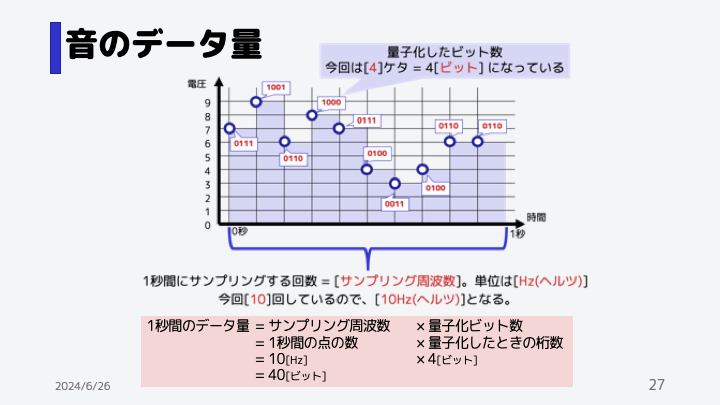 音のデータ量
量子化したビット数
今回は[4]ケタ = 4[ビット] になっている
電圧
9
8
7
6
5
4
3
2
1
0
1001
1000
0111
0111
0110
0110
0110
0100
0100
0011
0秒
1秒
時間
1秒間にサンプリングする回数 = [サンプリング周波数]。単位は[Hz(ヘルツ)]
今回[10]回しているので、[10Hz(ヘルツ)]となる。
1秒間のデータ量 = サンプリング周波数 ×量子化ビット数
= 1秒間の点の数 ×量子化したときの桁数
= 10[Hz] ×4[ビット]
= 40[ビット]
2024/6/26
27